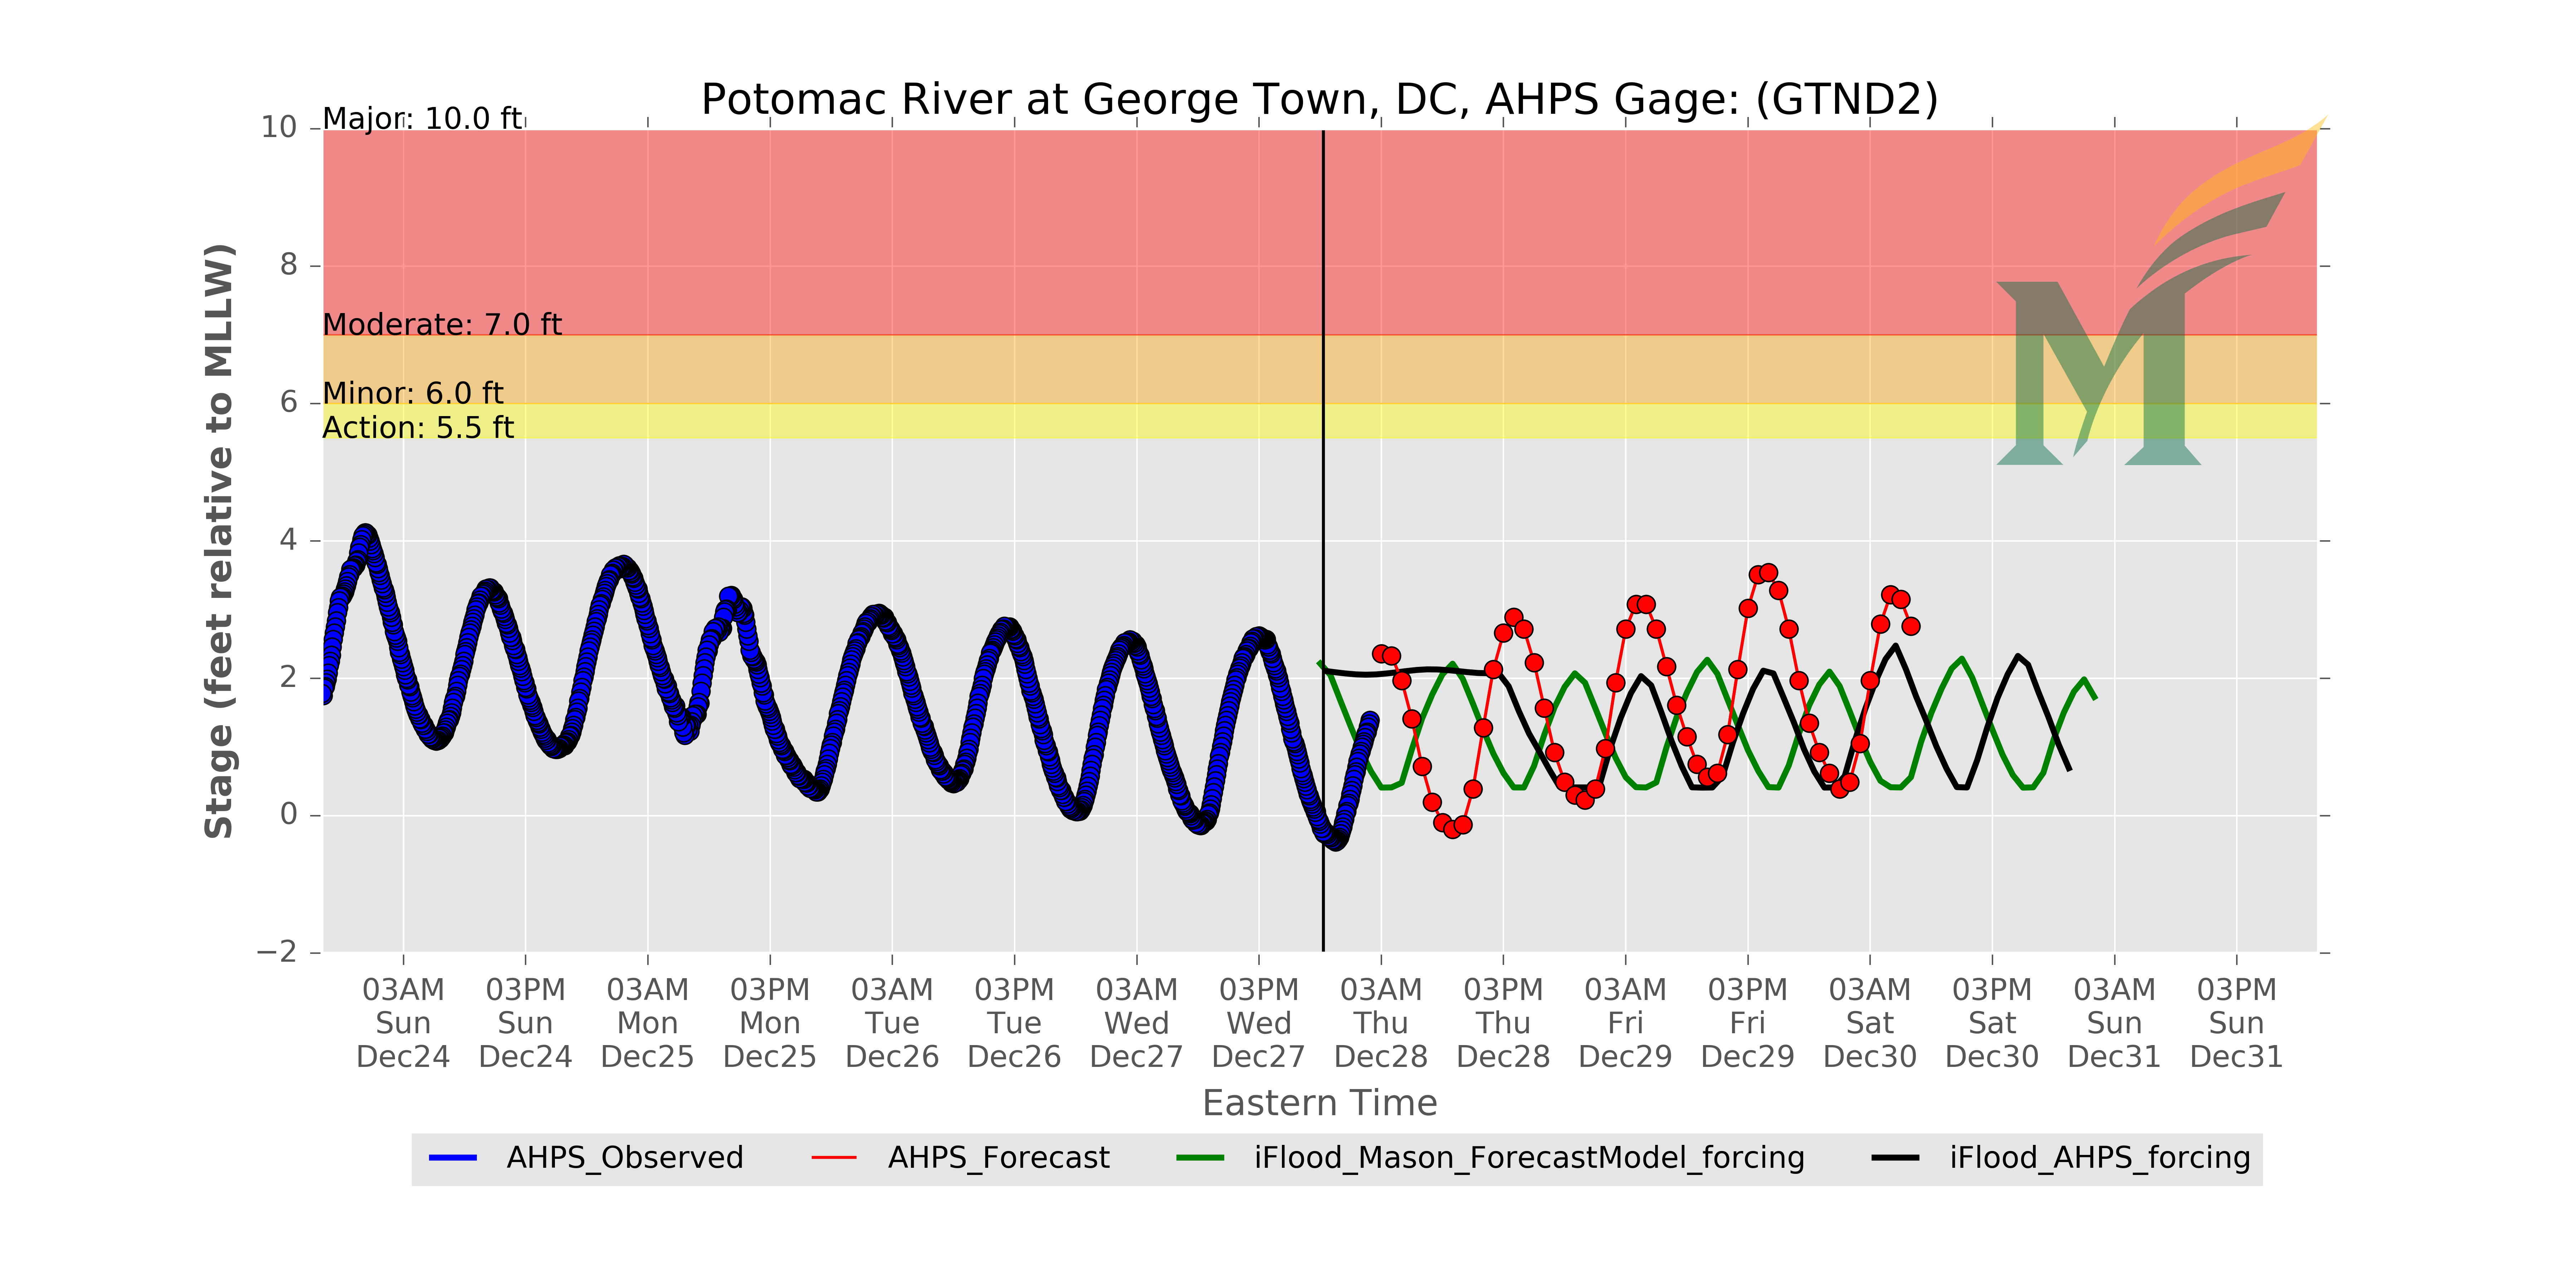 Potomac River at George Town, DC, AHPS Gage: (GTND2)
Major: 10.0 ft
Moderate: 7.0 ft
Minor: 6.0 ft
Action: 5.5 ft
Stage (feet relative to MLLW)
10
8
6
4
2
0
−2
03AM 03PM 03AM 03PM 03AM 03PM 03AM 03PM 03AM 03PM 03AM 03PM 03AM 03PM 03AM 03PM
Sun Sun Mon Mon Tue Tue Wed Wed Thu Thu Fri Fri Sat Sat Sun Sun
Dec24 Dec24 Dec25 Dec25 Dec26 Dec26 Dec27 Dec27 Dec28 Dec28 Dec29 Dec29 Dec30 Dec30 Dec31 Dec31
Eastern Time
AHPS_Observed AHPS_Forecast iFlood_Mason_ForecastModel_forcing iFlood_AHPS_forcing
M